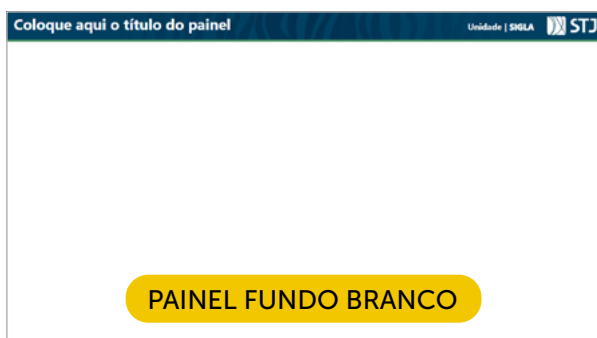 Coloque aqui o título do painel
Unidade | SIGLA
STJ
PAINEL FUNDO BRANCO